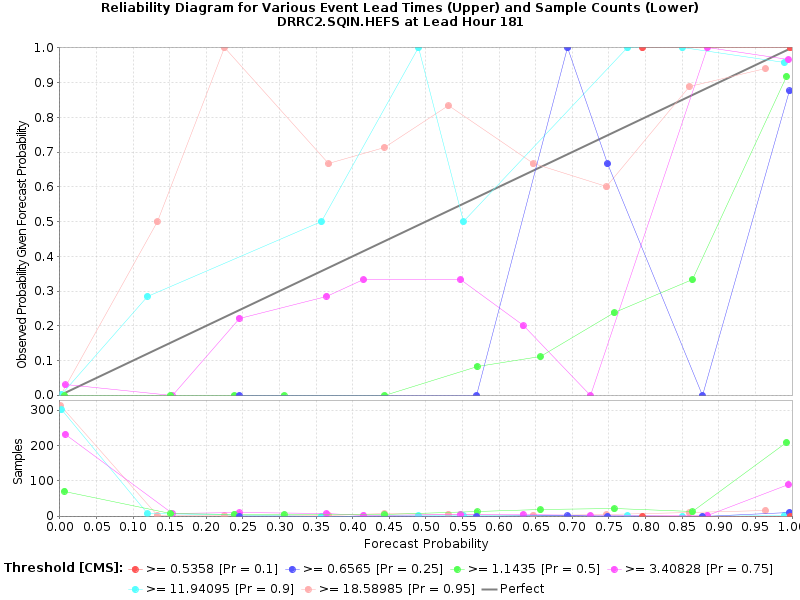 Reliability Diagram for Various Event Lead Times (Upper) and Sample Counts (Lower)
DRRC2.SQIN.HEFS at Lead Hour 181
Observed Probability Given Forecast Probability
1.0
0.9
0.8
0.7
0.6
0.5
0.4
0.3
0.2
0.1
0.0
Samples
300
200
100
0
0.00 0.05 0.10 0.15 0.20 0.25 0.30 0.35 0.40 0.45 0.50 0.55 0.60 0.65 0.70 0.75 0.80 0.85 0.90 0.95 1.0
Forecast Probability
Threshold [CMS]: >= 0.5358 [Pr = 0.1] >= 0.6565 [Pr = 0.25] >= 1.1435 [Pr = 0.5] >= 3.40828 [Pr = 0.75]
>= 11.94095 [Pr = 0.9] >= 18.58985 [Pr = 0.95] Perfect